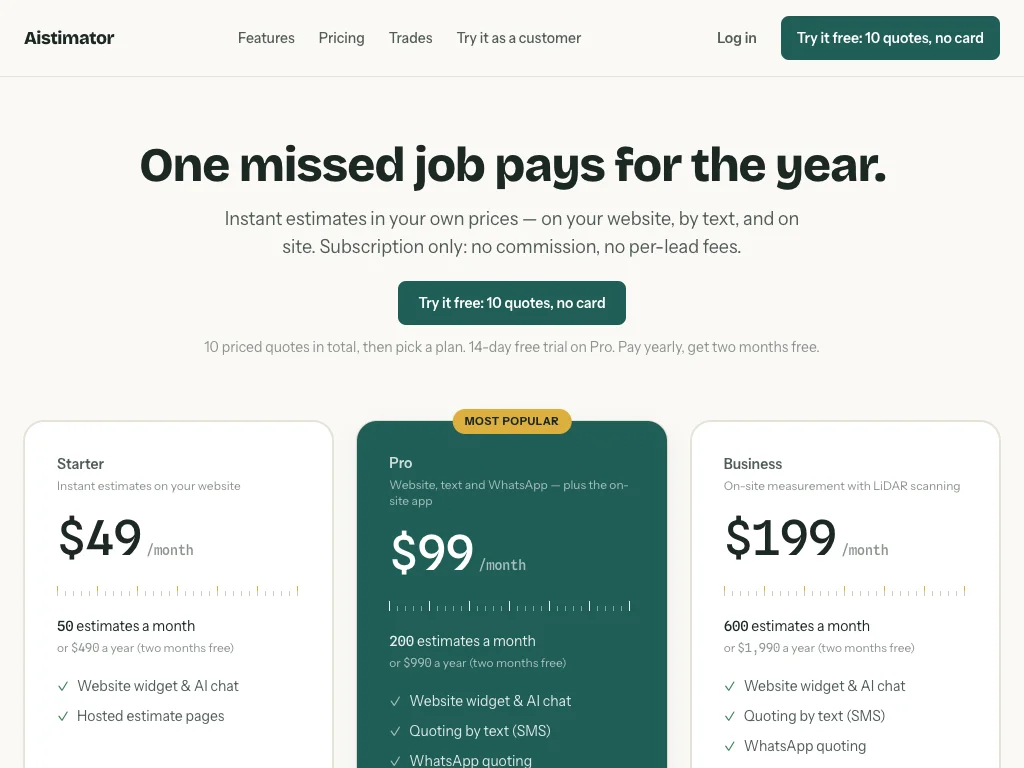 Aistimator
Features
Pricing
Trades
Try it as a customer
Log in
Try it free: 10 quotes, no card
One missed job pays for the year.
Instant estimates in your own prices — on your website, by text, and on
site. Subscription only: no commission, no per-lead fees.
Try it free: 10 quotes, no card
10 priced quotes in total, then pick a plan. 14-day free trial on Pro. Pay yearly, get two months free.
Starter
Instant estimates on your website
$49 /month
50 estimates a month
or $490 a year (two months free)
✓ Website widget & AI chat
✓ Hosted estimate pages
MOST POPULAR
Pro
Website, text and WhatsApp — plus the on-
site app
$99 /month
200 estimates a month
or $990 a year (two months free)
✓ Website widget & AI chat
✓ Quoting by text (SMS)
✓ WhatsApp quoting
Business
On-site measurement with LiDAR scanning
$199 /month
600 estimates a month
or $1,990 a year (two months free)
✓ Website widget & AI chat
✓ Quoting by text (SMS)
✓ WhatsApp quoting